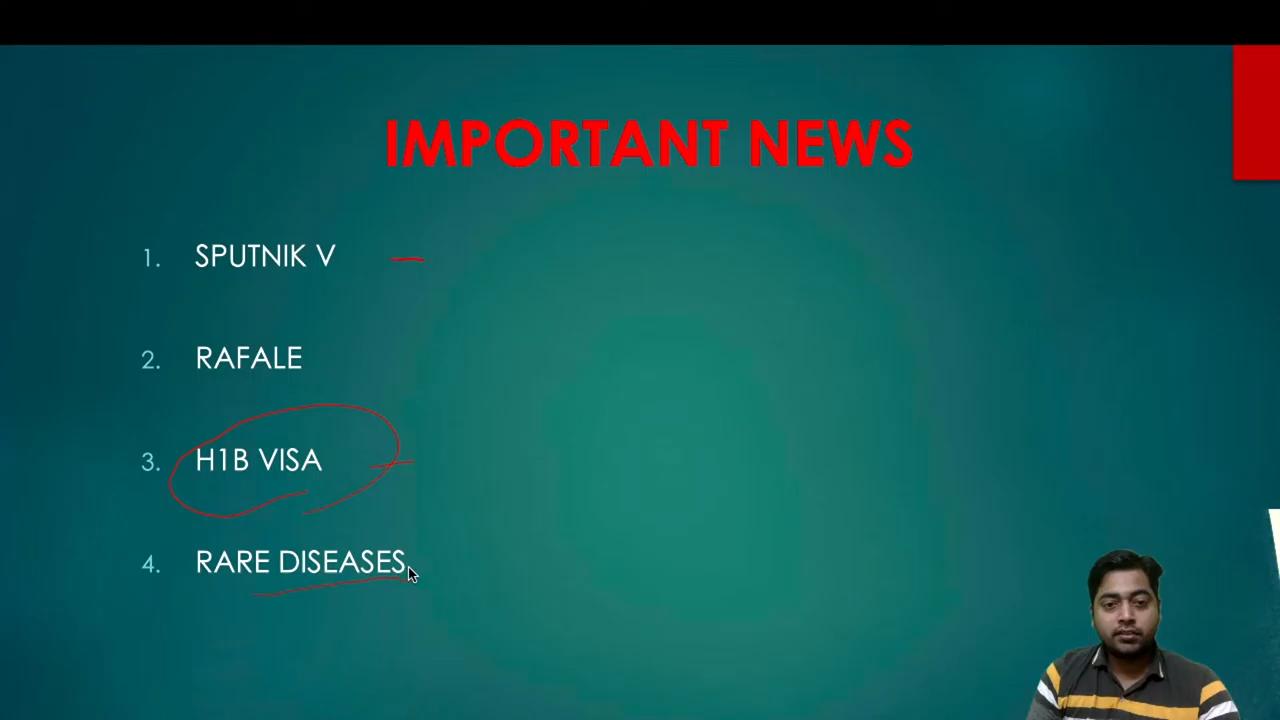 IMPORTANT NEWS
1. SPUTNIK V
2. RAFALE
3. H1B VISA
4. RARE DISEASES